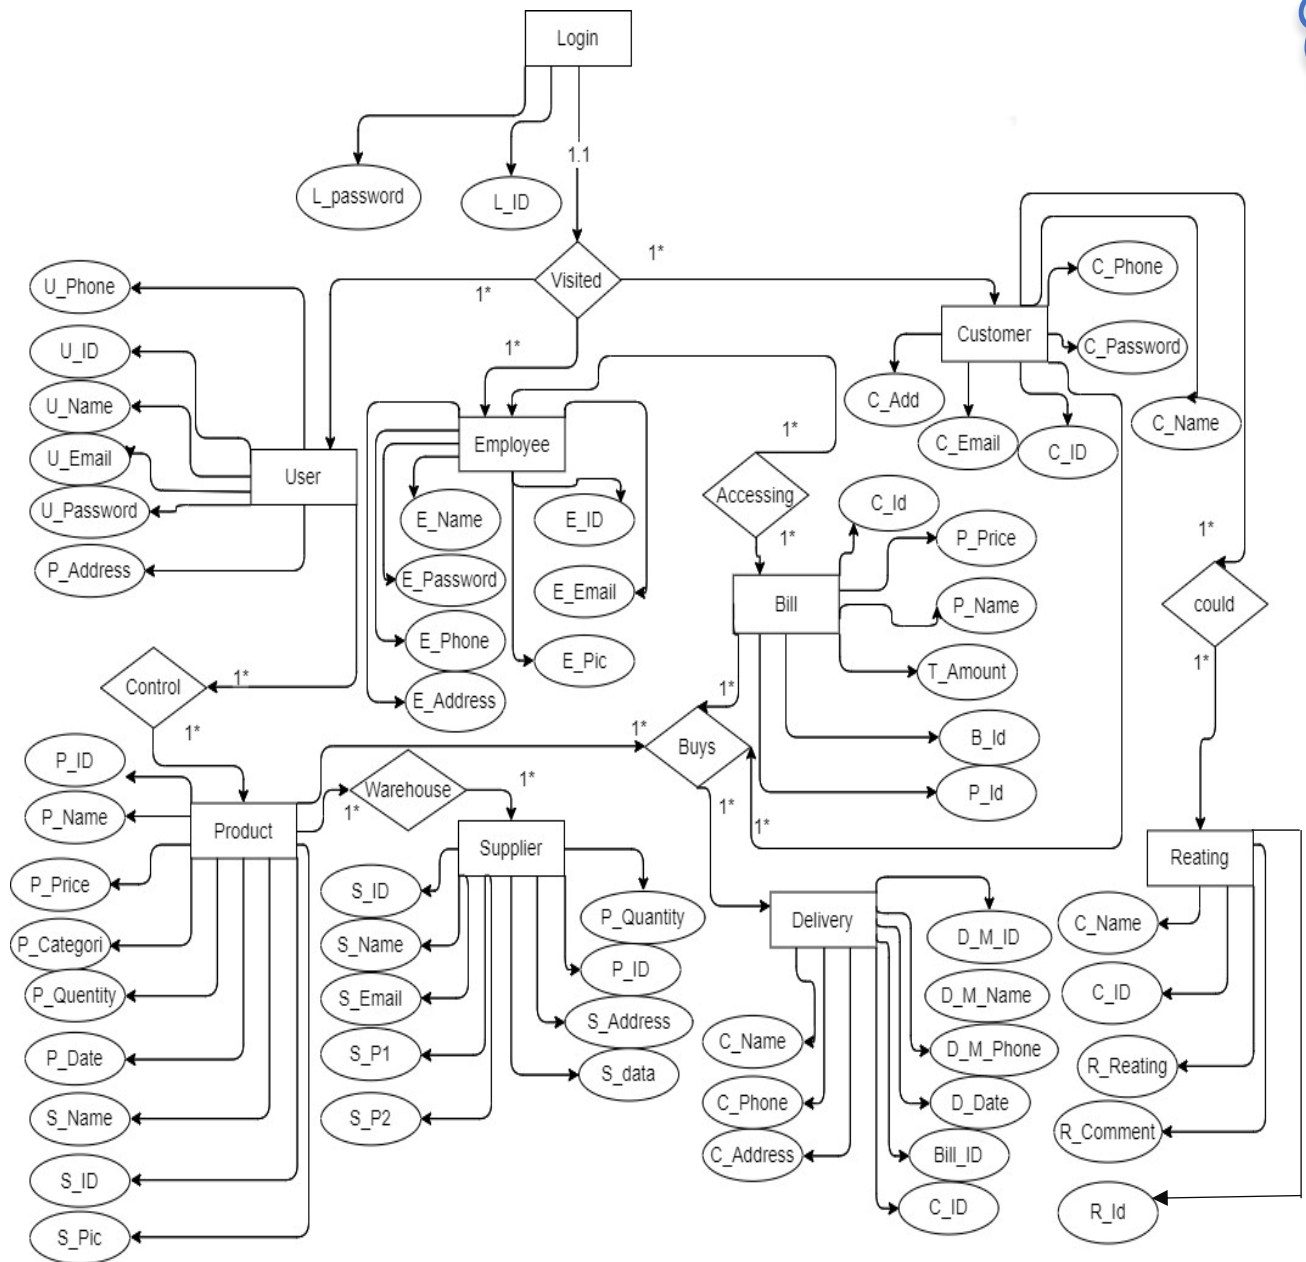 Login
1.1
L_password
L_ID
Visited
1*
1*
1*
U_Phone
U_ID
U_Name
U_Email
U_Password
P_Address
User
Employee
E_Name
E_ID
E_Password
E_Email
E_Phone
E_Pic
E_Address
Customer
C_Phone
C_Password
C_Add
C_Name
C_Email
C_ID
1*
Accessing
1*
C_Id
P_Price
Bill
P_Name
T_Amount
B_Id
P_Id
1*
could
1*
Control
1*
1*
1*
1*
Buys
1*
1*
P_ID
P_Name
Product
P_Price
P_Categori
P_Quentity
P_Date
S_Name
S_ID
S_Pic
Warehouse
1*
1*
Supplier
S_ID
S_Name
S_Email
S_P1
S_P2
P_Quantity
P_ID
S_Address
S_data
Delivery
D_M_ID
D_M_Name
D_M_Phone
D_Date
Bill_ID
C_ID
C_Name
C_Phone
C_Address
Reating
C_Name
C_ID
R_Reating
R_Comment
R_Id